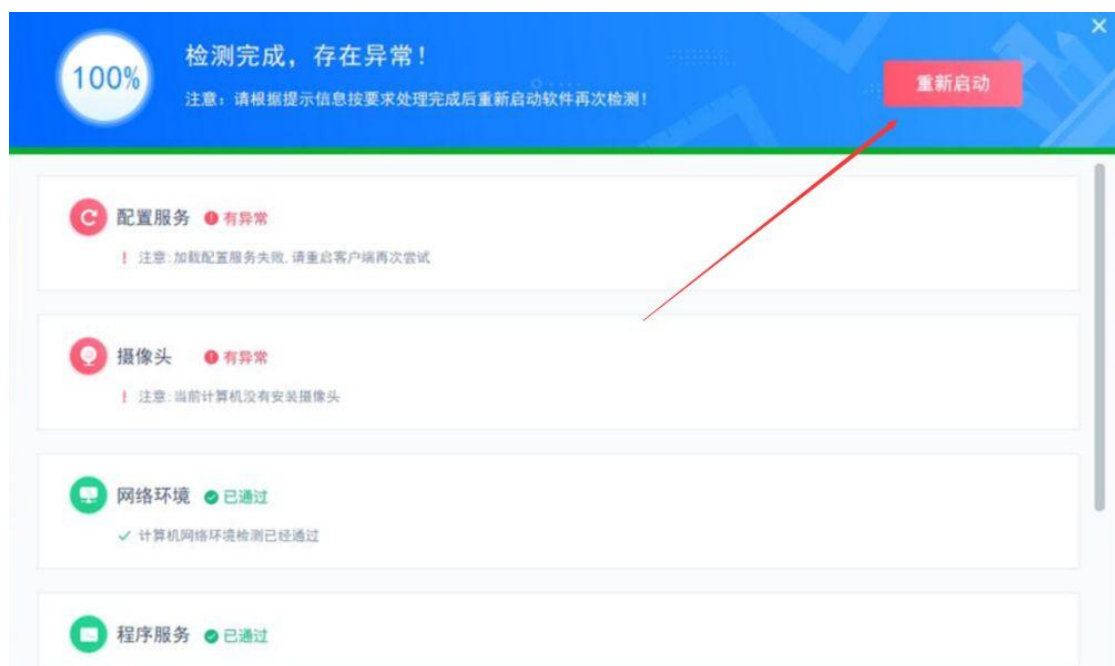 100%
检测完成，存在异常！
注意：请根据提示信息按要求处理完成后重新启动软件再次检测！
重新启动
配置服务 有异常
! 注意:加载配置服务失败,请重启客户端再次尝试
摄像头 有异常
! 注意:当前计算机没有安装摄像头
网络环境 已通过
计算机网络环境检测已经通过
程序服务 已通过